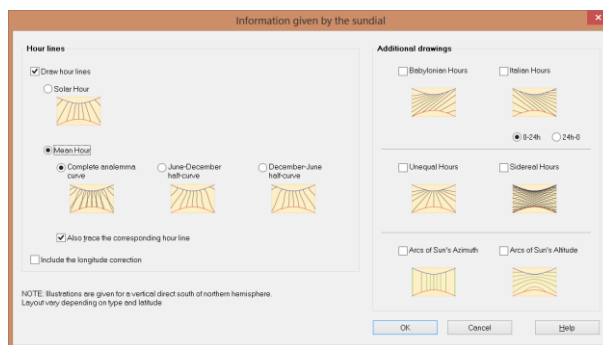 Information given by the sundial
Hour lines
Draw hour lines
Solar Hour
Mean Hour
Complete analemma
curve
June-December
half-curve
December-June
half-curve
Also trace the corresponding hour line
Include the longitude correction
NOTE: Illustrations are given for a vertical direct south of northern hemisphere.
Layout vary depending on type and latitude
Additional drawings
Babylonian Hours
Italian Hours
0-24h
24h-0
Unequal Hours
Sidereal Hours
Arcs of Sun's Azimuth
Arcs of Sun's Altitude
OK
Cancel
Help